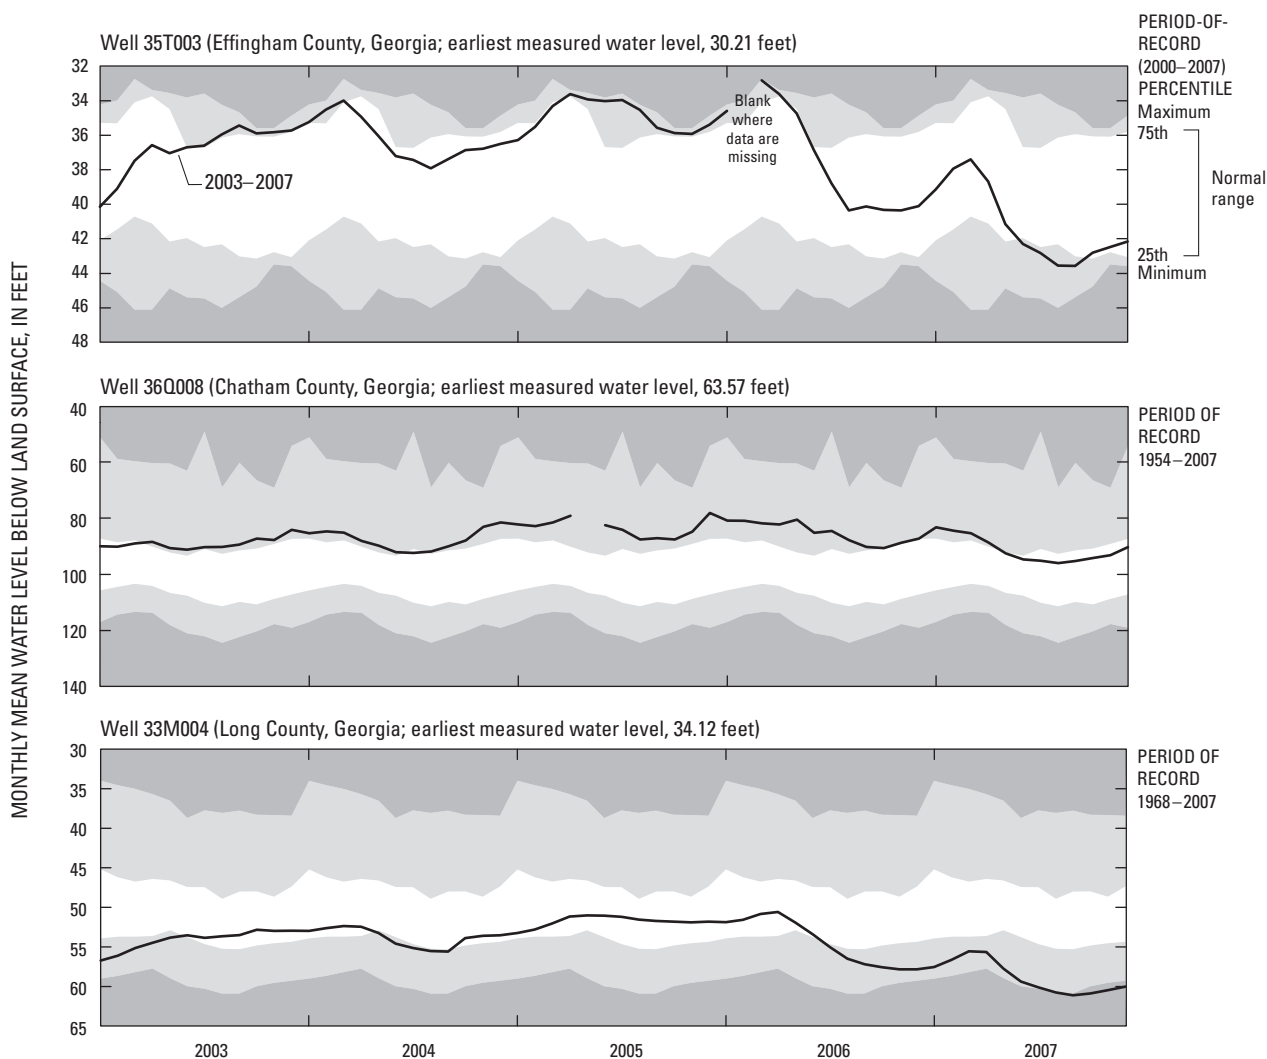 MONTHLY MEAN WATER LEVEL BELOW LAND SURFACE, IN FEET
Well 35T003 (Effingham County, Georgia; earliest measured water level, 30.21 feet)
32
34
36
38
40
42
44
46
48
2003–2007
Blank
where
data are
missing
PERIOD-OF-
RECORD
(2000–2007)
PERCENTILE
Maximum
75th
Normal
range
25th
Minimum
Well 36Q008 (Chatham County, Georgia; earliest measured water level, 63.57 feet)
40
60
80
100
120
140
PERIOD OF
RECORD
1954–2007
Well 33M004 (Long County, Georgia; earliest measured water level, 34.12 feet)
30
35
40
45
50
55
60
65
PERIOD OF
RECORD
1968–2007
2003 2004 2005 2006 2007